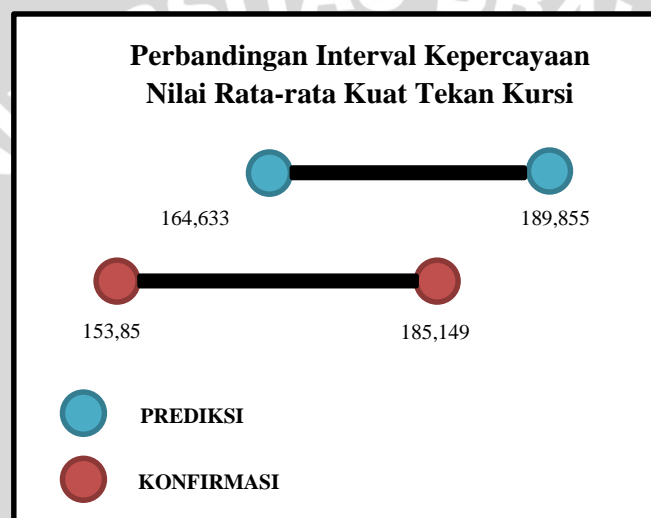 Perbandingan Interval Kepercayaan
Nilai Rata-rata Kuat Tekan Kursi
164,633 189,855
153,85 185,149
PREDIKSI
KONFIRMASI